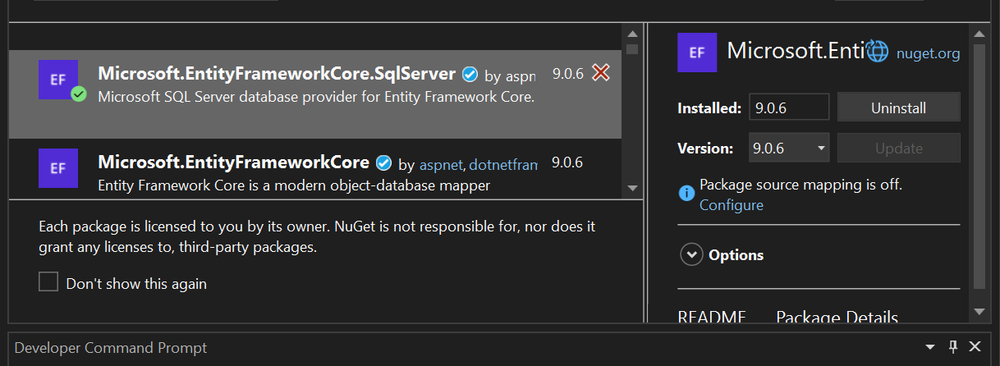 EF
Microsoft.EntityFrameworkCore.SqlServer by aspn 9.0.6
Microsoft SQL Server database provider for Entity Framework Core.
EF
Microsoft.EntityFrameworkCore by aspnet, dotnetfram 9.0.6
Entity Framework Core is a modern object-database mapper
Each package is licensed to you by its owner. NuGet is not responsible for, nor does it
grant any licenses to, third-party packages.
Don't show this again
EF
Microsoft.Enti nuget.org
Installed: 9.0.6 Uninstall
Version: 9.0.6 Update
Package source mapping is off.
Configure
Options
README Package Details
Developer Command Prompt